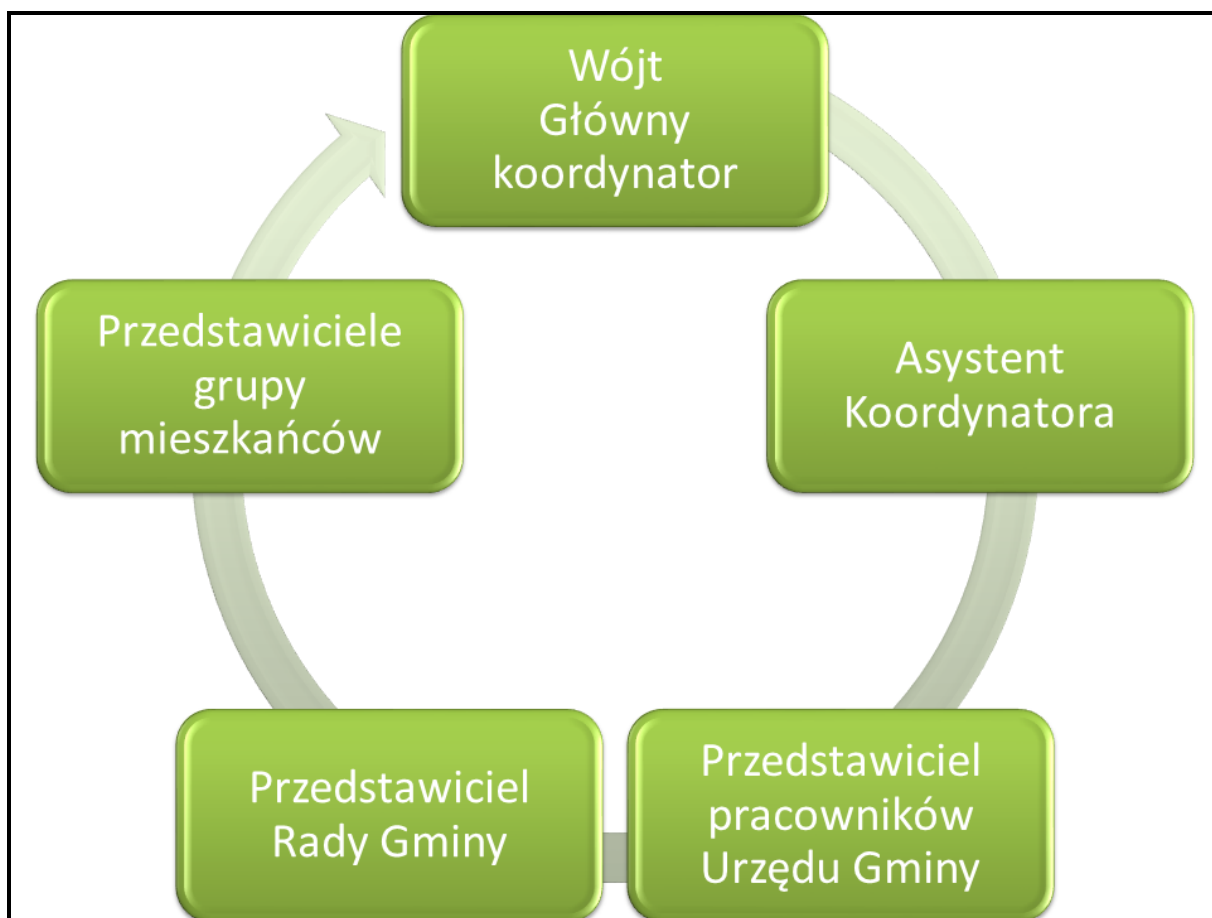 Wójt
Główny
koordynator
Asystent
Koordynatora
Przedstawiciel
pracowników
Urzędu Gminy
Przedstawiciel
Rady Gminy
Przedstawiciele
grupy
mieszkańców